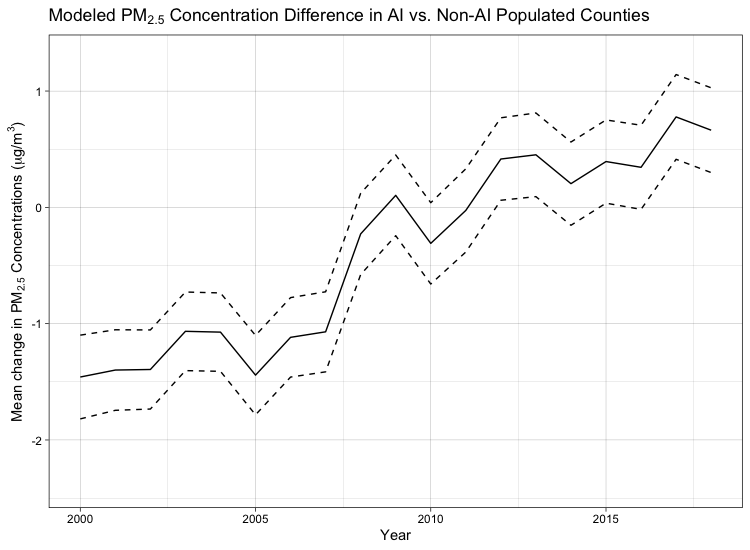 Modeled PM2.5 Concentration Difference in AI vs. Non-AI Populated Counties
Mean change in PM2.5 Concentrations (µg/m3)
1
0
-1
-2
2000 2005 2010 2015
Year